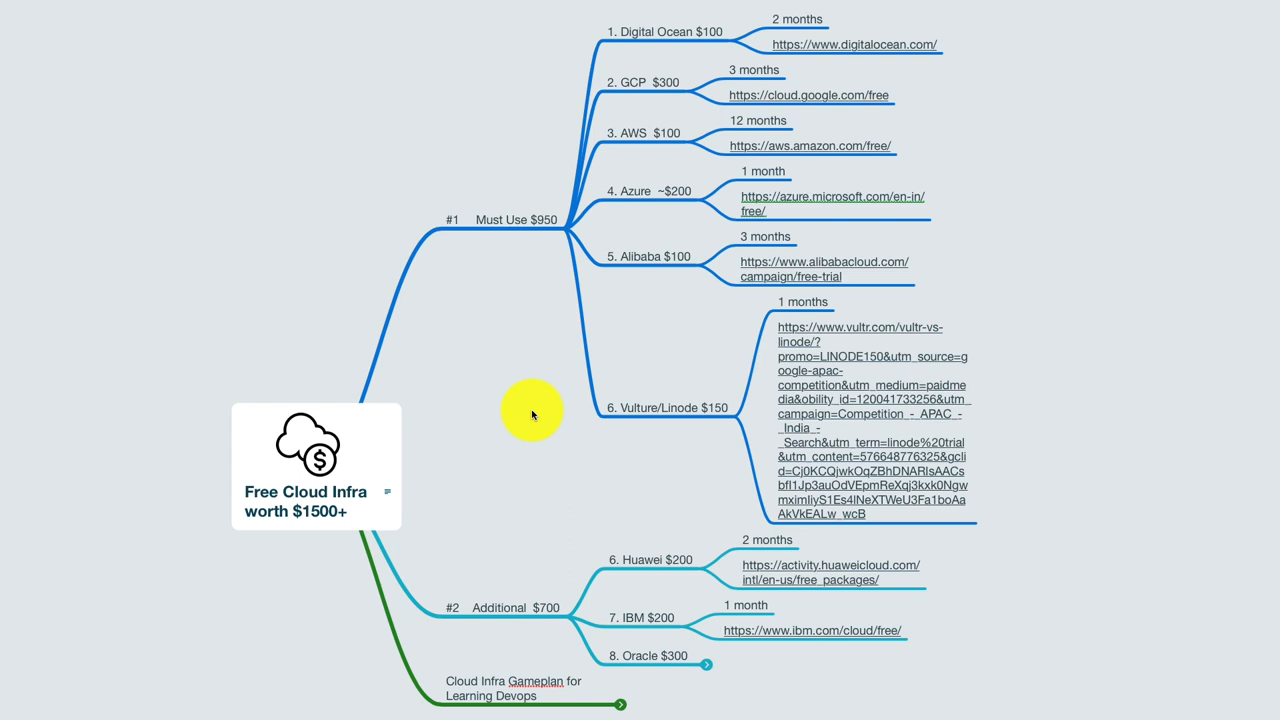 Free Cloud Infra
worth $1500+
#1 Must Use $950
1. Digital Ocean $100
2 months
https://www.digitalocean.com/
2. GCP $300
3 months
https://cloud.google.com/free
3. AWS $100
12 months
https://aws.amazon.com/free/
4. Azure ~$200
1 month
https://azure.microsoft.com/en-in/
free/
5. Alibaba $100
3 months
https://www.alibabacloud.com/
campaign/free-trial
6. Vulture/Linode $150
1 months
https://www.vultr.com/vultr-vs-
linode/?
promo=LINODE150&utm_source=g
oogle-apac-
competition&utm_medium=paidme
dia&obility_id=120041733256&utm_
campaign=Competition_-_APAC_-
_India_-
_Search&utm_term=linode%20trial
&utm_content=576648776325&gcli
d=Cj0KCQjwkOqZBhDNARIsAACs
bfI1Jp3auOdVEpmReXqj3kxk0Ngw
mximIiyS1Es4INeXTWeU3Fa1boAa
AkVkEALw_wcB
#2 Additional $700
6. Huawei $200
2 months
https://activity.huaweicloud.com/
intl/en-us/free_packages/
7. IBM $200
1 month
https://www.ibm.com/cloud/free/
8. Oracle $300
Cloud Infra Gameplan for
Learning Devops